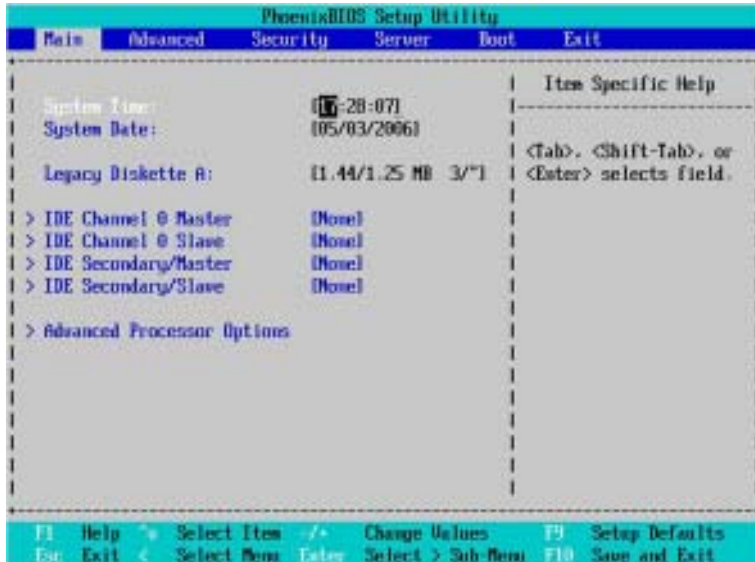 PhoenixBIOS Setup Utility
Main Advanced Security Server Boot Exit
Item Specific Help
System Time: [17:28:07]
System Date: [05/03/2006]
<Tab>, <Shift-Tab>, or
Legacy Diskette A: [1.44/1.25 MB 3/"]
<Enter> selects field.
> IDE Channel 0 Master [None]
> IDE Channel 0 Slave [None]
> IDE Secondary/Master [None]
> IDE Secondary/Slave [None]
> Advanced Processor Options
F1 Help ^v Select Item -/+ Change Values F9 Setup Defaults
Esc Exit < Select Menu Enter Select > Sub-Menu F10 Save and Exit